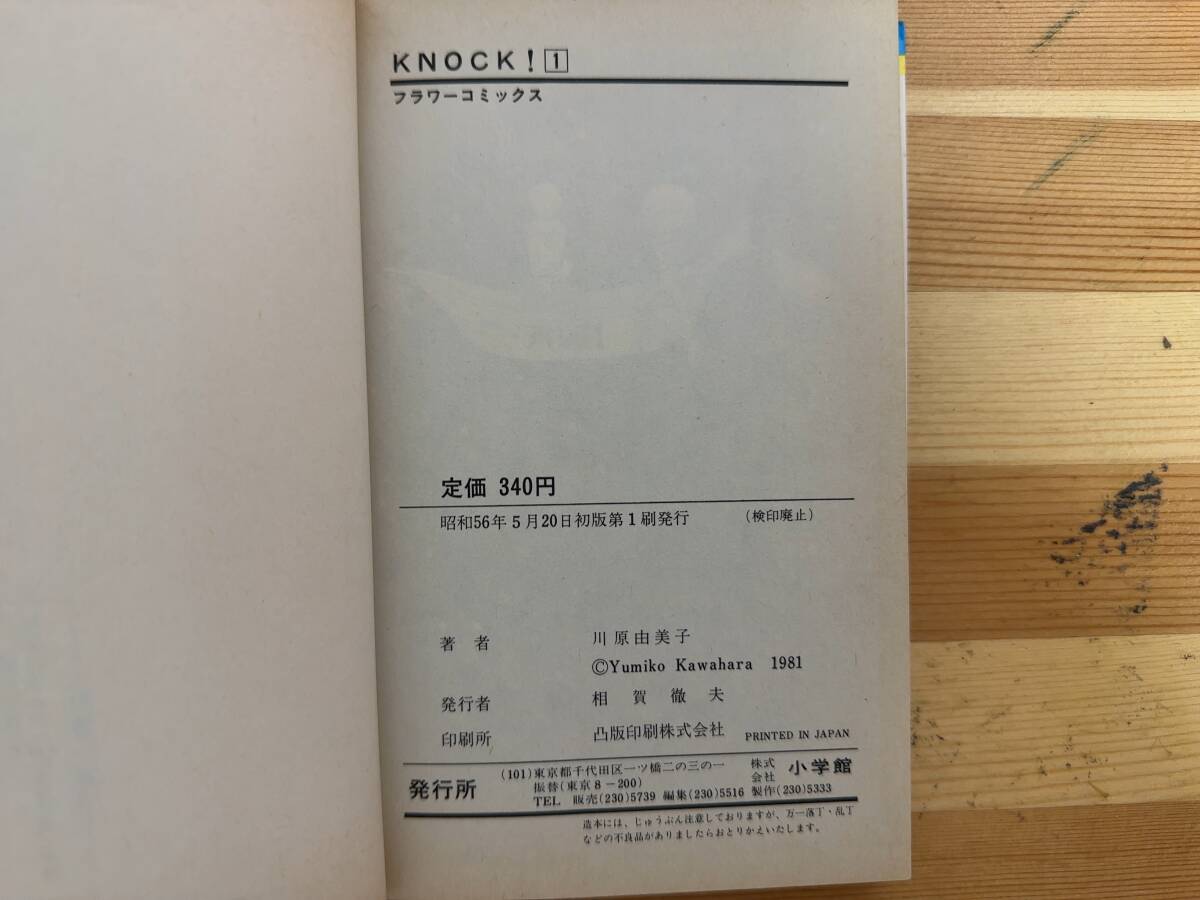 KNOCK! 1
フラワーコミックス
定価 340円
昭和56年5月20日初版第1刷発行 (検印廃止)
著者 川原由美子
©Yumiko Kawahara 1981
発行者 相賀徹夫
印刷所 凸版印刷株式会社 PRINTED IN JAPAN
発行所 (101)東京都千代田区一ツ橋二の三の一 株式会社 小学館
振替(東京8-200)
TEL 販売(230)5739 編集(230)5516 製作(230)5333
造本には、じゅうぶん注意しておりますが、万一落丁・乱丁
などの不良品がありましたらおとりかえいたします。